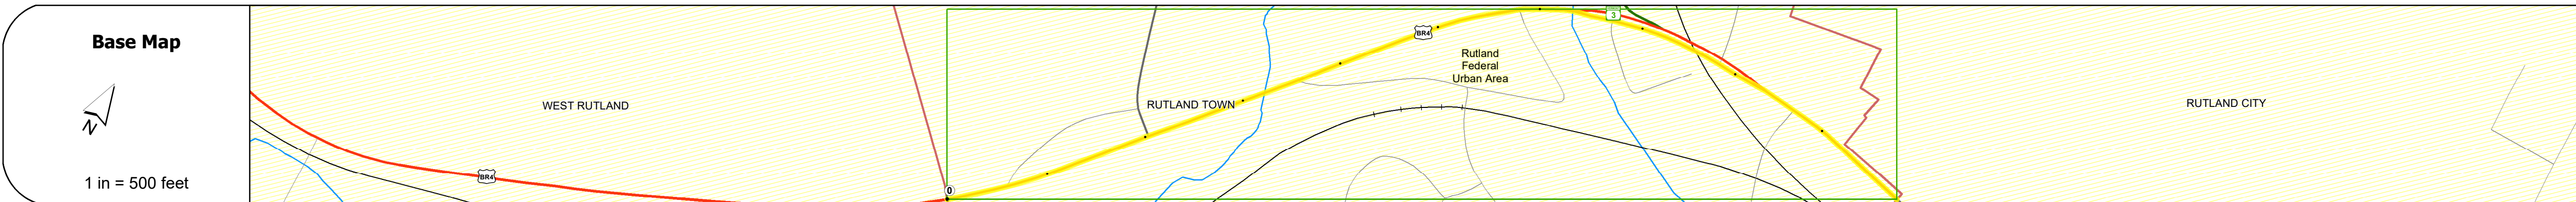 Base Map
N
1 in = 500 feet
WEST RUTLAND
BR4
0
RUTLAND TOWN
BR4
Rutland
Federal
Urban Area
3
RUTLAND CITY